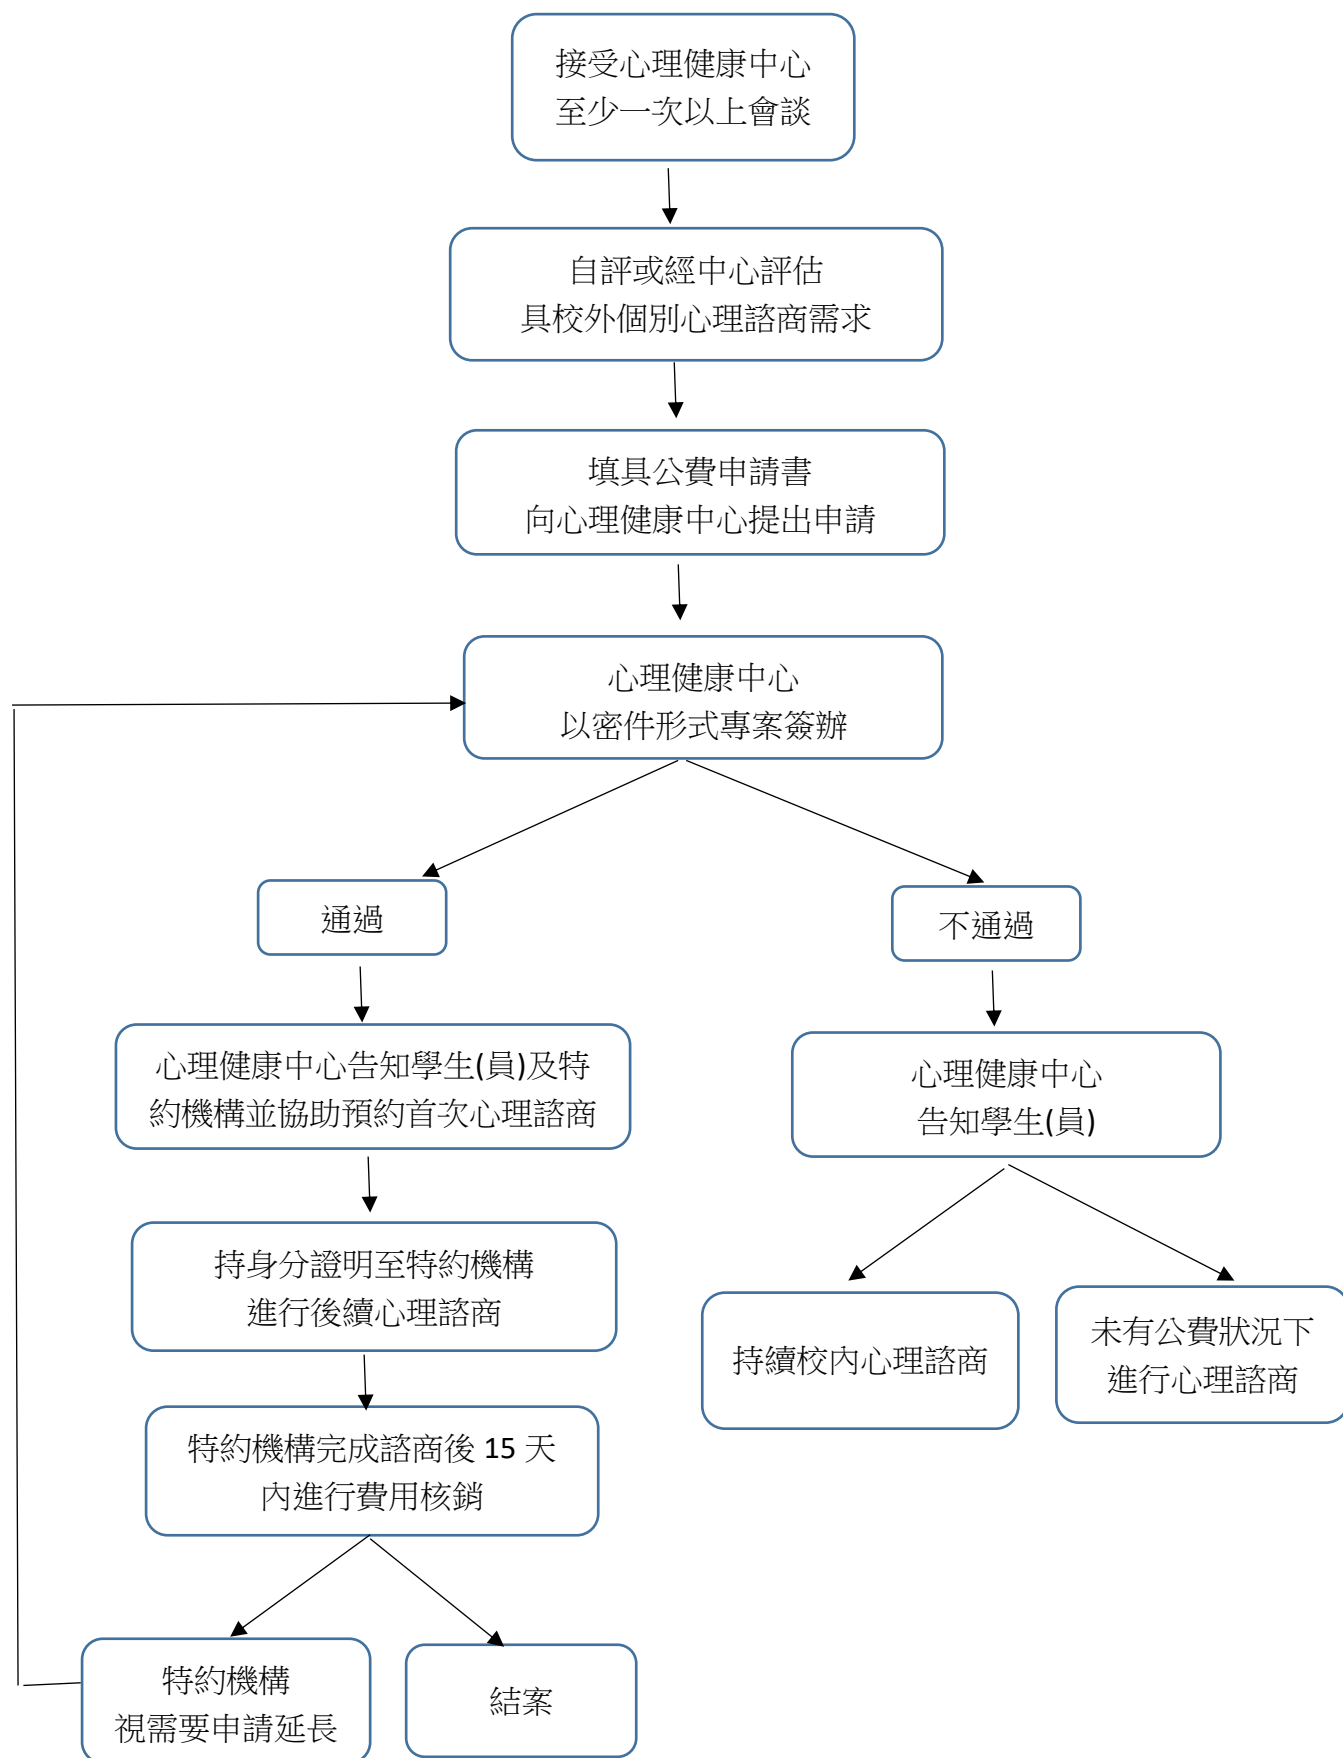 接受心理健康中心
至少一次以上會談
自評或經中心評估
具校外個別心理諮商需求
填具公費申請書
向心理健康中心提出申請
心理健康中心
以密件形式專案簽辦
通過
不通過
心理健康中心告知學生(員)及特
約機構並協助預約首次心理諮商
心理健康中心
告知學生(員)
持身分證明至特約機構
進行後續心理諮商
持續校內心理諮商
未有公費狀況下
進行心理諮商
特約機構完成諮商後 15 天
內進行費用核銷
特約機構
視需要申請延長
結案